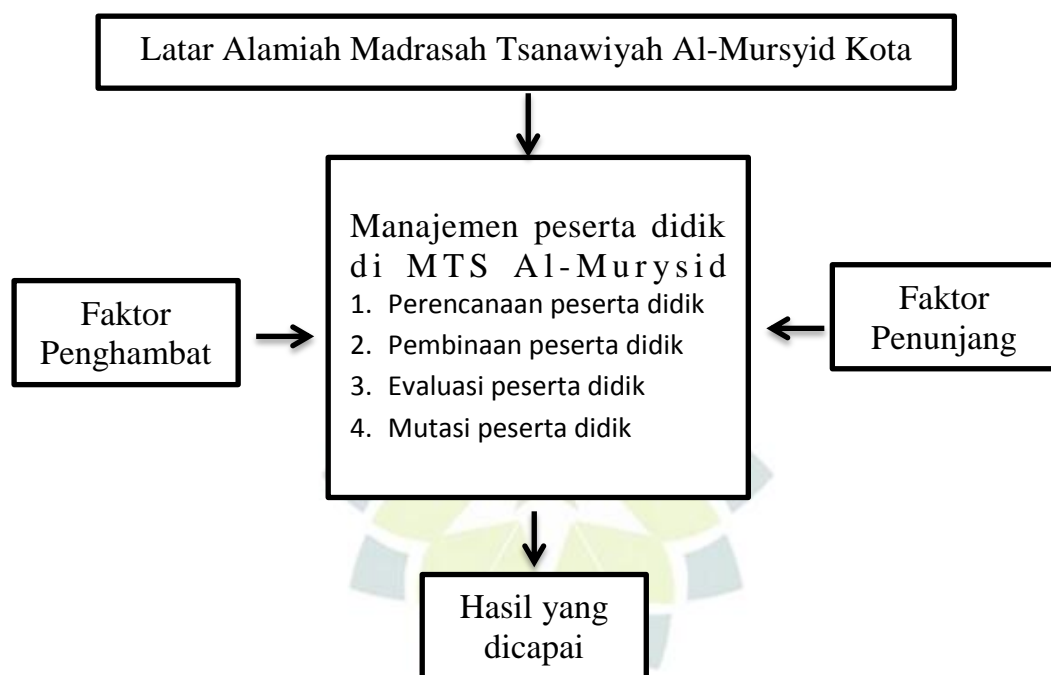 Latar Alamiah Madrasah Tsanawiyah Al-Mursyid Kota
Manajemen peserta didik
di MTS Al-Murysid
1. Perencanaan peserta didik
2. Pembinaan peserta didik
3. Evaluasi peserta didik
4. Mutasi peserta didik
Faktor
Penghambat
Faktor
Penunjang
Hasil yang
dicapai